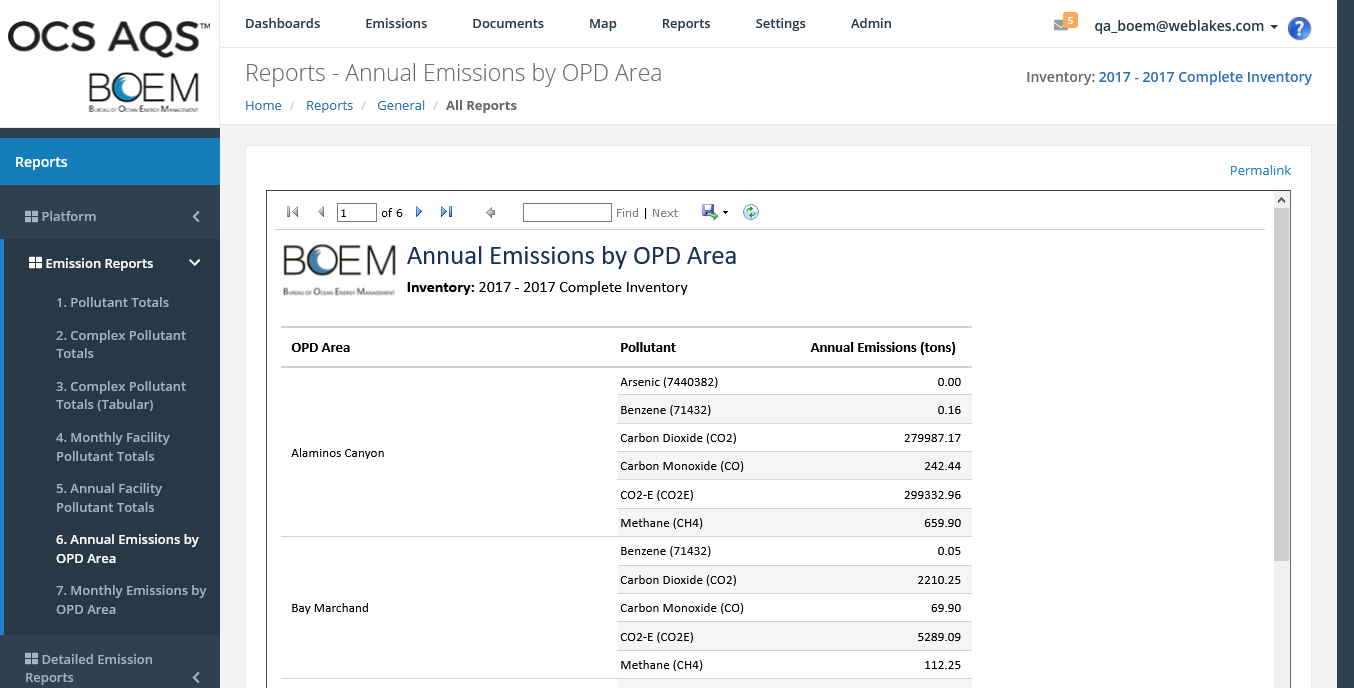 OCS AQS™
BOEM
Bureau of Ocean Energy Management
Dashboards Emissions Documents Map Reports Settings Admin
5 qa_boem@weblakes.com ?
Reports - Annual Emissions by OPD Area
Inventory: 2017 - 2017 Complete Inventory
Home / Reports / General / All Reports
Reports
Platform
Emission Reports
1. Pollutant Totals
2. Complex Pollutant
Totals
3. Complex Pollutant
Totals (Tabular)
4. Monthly Facility
Pollutant Totals
5. Annual Facility
Pollutant Totals
6. Annual Emissions by
OPD Area
7. Monthly Emissions by
OPD Area
Detailed Emission
Reports
Permalink
1 of 6 Find | Next
BOEM
Bureau of Ocean Energy Management
Annual Emissions by OPD Area
Inventory: 2017 - 2017 Complete Inventory
OPD Area Pollutant Annual Emissions (tons)
Alaminos Canyon
Arsenic (7440382) 0.00
Benzene (71432) 0.16
Carbon Dioxide (CO2) 279987.17
Carbon Monoxide (CO) 242.44
CO2-E (CO2E) 299332.96
Methane (CH4) 659.90
Bay Marchand
Benzene (71432) 0.05
Carbon Dioxide (CO2) 2210.25
Carbon Monoxide (CO) 69.90
CO2-E (CO2E) 5289.09
Methane (CH4) 112.25